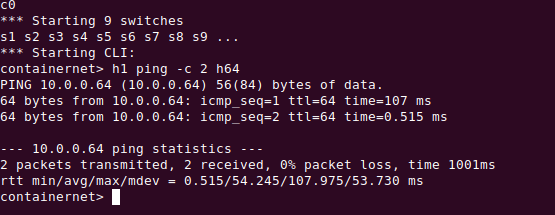 c0
*** Starting 9 switches
s1 s2 s3 s4 s5 s6 s7 s8 s9 ...
*** Starting CLI:
containernet> h1 ping -c 2 h64
PING 10.0.0.64 (10.0.0.64) 56(84) bytes of data.
64 bytes from 10.0.0.64: icmp_seq=1 ttl=64 time=107 ms
64 bytes from 10.0.0.64: icmp_seq=2 ttl=64 time=0.515 ms

--- 10.0.0.64 ping statistics ---
2 packets transmitted, 2 received, 0% packet loss, time 1001ms
rtt min/avg/max/mdev = 0.515/54.245/107.975/53.730 ms
containernet>